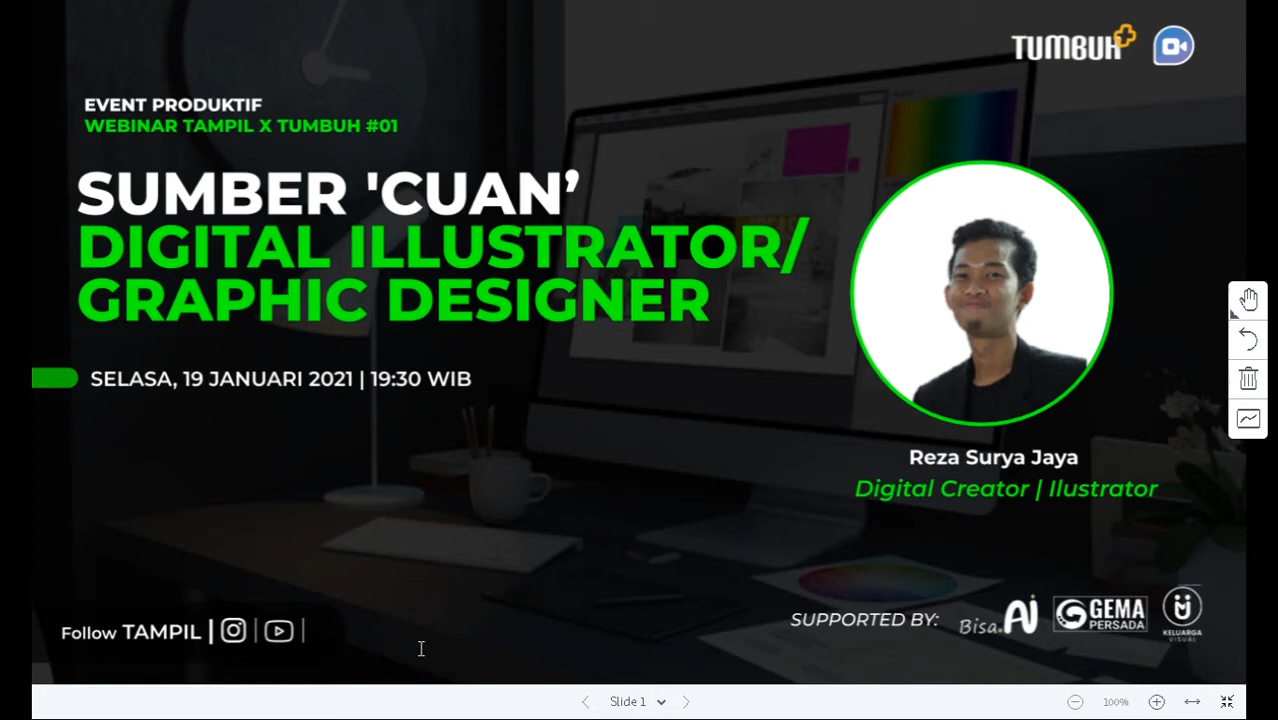 TUMBUH
EVENT PRODUKTIF
WEBINAR TAMPIL X TUMBUH #01
SUMBER 'CUAN’
DIGITAL ILLUSTRATOR/
GRAPHIC DESIGNER
SELASA, 19 JANUARI 2021 | 19:30 WIB
Reza Surya Jaya
Digital Creator | Ilustrator
Follow TAMPIL |
SUPPORTED BY:
Bisa.Ai
GEMA
PERSADA
KELUARGA
VISUAL
Slide 1
100%